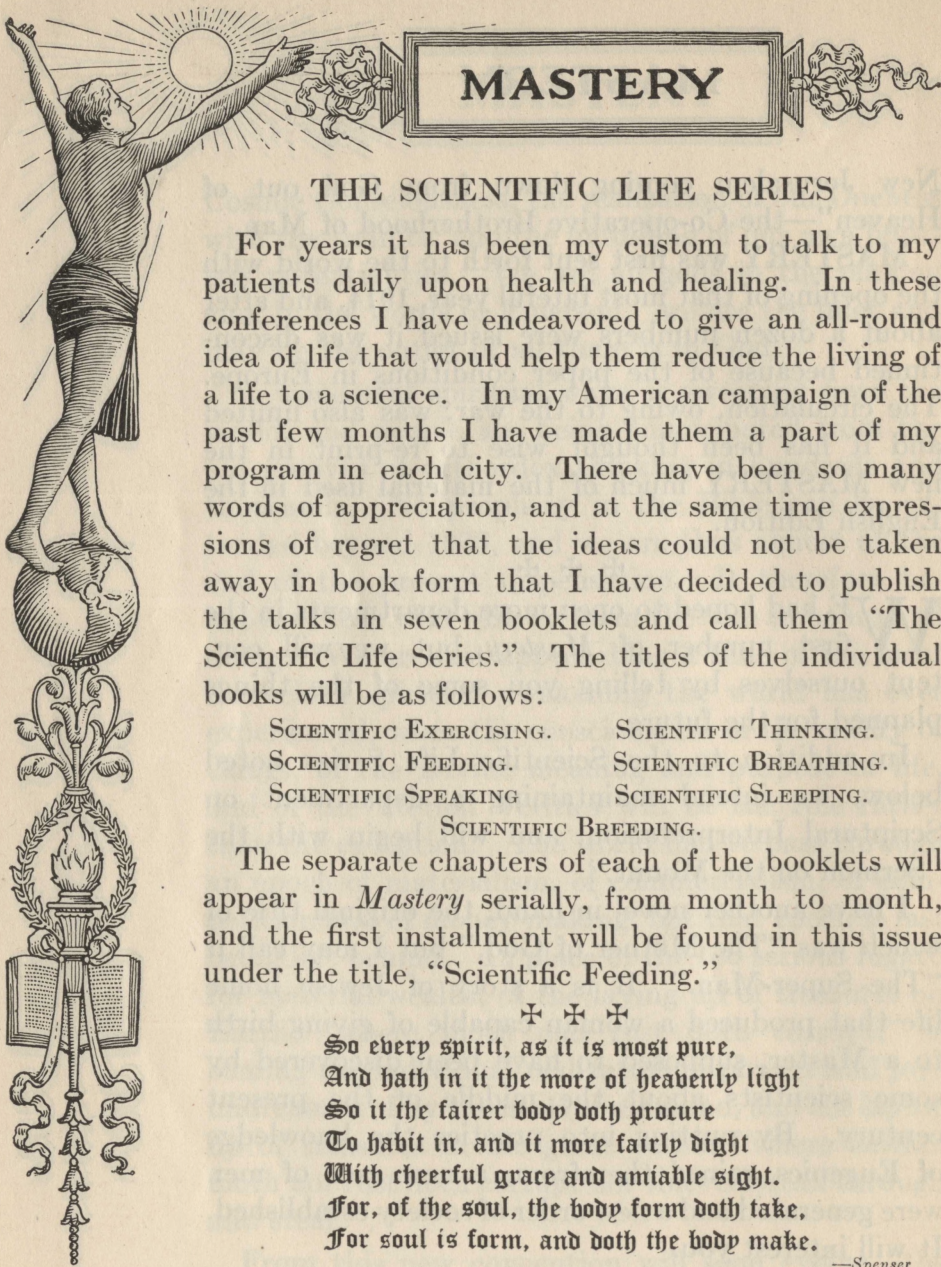 MASTERY
THE SCIENTIFIC LIFE SERIES
For years it has been my custom to talk to my
patients daily upon health and healing. In these
conferences I have endeavored to give an all-round
idea of life that would help them reduce the living of
a life to a science. In my American campaign of the
past few months I have made them a part of my
program in each city. There have been so many
words of appreciation, and at the same time expres-
sions of regret that the ideas could not be taken
away in book form that I have decided to publish
the talks in seven booklets and call them “The
Scientific Life Series.” The titles of the individual
books will be as follows:
SCIENTIFIC EXERCISING. SCIENTIFIC THINKING.
SCIENTIFIC FEEDING. SCIENTIFIC BREATHING.
SCIENTIFIC SPEAKING SCIENTIFIC SLEEPING.
SCIENTIFIC BREEDING.
The separate chapters of each of the booklets will
appear in Mastery serially, from month to month,
and the first installment will be found in this issue
under the title, “Scientific Feeding.”
✠ ✠ ✠
So every spirit, as it is most pure,
And hath in it the more of heavenly light
So it the fairer body doth procure
To habit in, and it more fairly dight
With cheerful grace and amiable sight.
For, of the soul, the body form doth take,
For soul is form, and doth the body make.
—Spenser